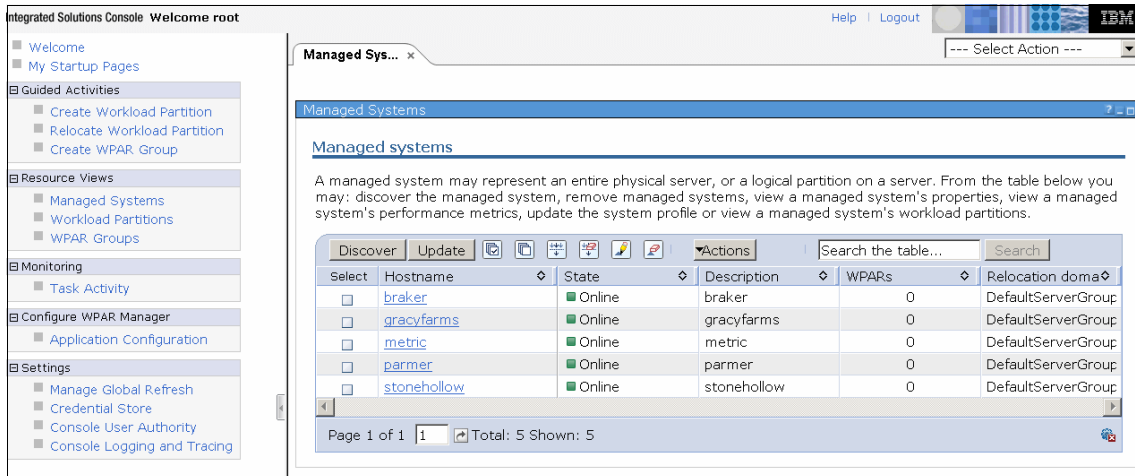 Integrated Solutions Console Welcome root
Help | Logout
IBM
Welcome
My Startup Pages
Guided Activities
Create Workload Partition
Relocate Workload Partition
Create WPAR Group
Resource Views
Managed Systems
Workload Partitions
WPAR Groups
Monitoring
Task Activity
Configure WPAR Manager
Application Configuration
Settings
Manage Global Refresh
Credential Store
Console User Authority
Console Logging and Tracing
Managed Sys... ×
--- Select Action ---
Managed Systems
Managed systems
A managed system may represent an entire physical server, or a logical partition on a server. From the table below you
may: discover the managed system, remove managed systems, view a managed system's properties, view a managed
system's performance metrics, update the system profile or view a managed system's workload partitions.
Discover Update Actions Search the table... Search
Select Hostname State Description WPARs Relocation doma
braker Online braker 0 DefaultServerGroup
gracyfarms Online gracyfarms 0 DefaultServerGroup
metric Online metric 0 DefaultServerGroup
parmer Online parmer 0 DefaultServerGroup
stonehollow Online stonehollow 0 DefaultServerGroup
Page 1 of 1 1 Total: 5 Shown: 5